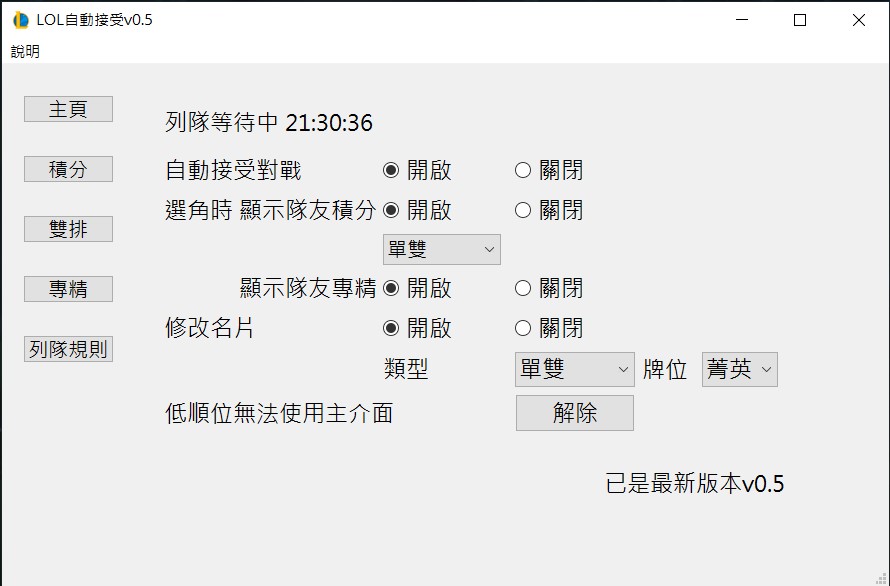 LOL自動接受v0.5
說明
主頁
積分
雙排
專精
列隊規則
列隊等待中 21:30:36
自動接受對戰 開啟 關閉
選角時 顯示隊友積分 開啟 關閉
單雙
顯示隊友專精 開啟 關閉
修改名片 開啟 關閉
類型 單雙 牌位 菁英
低順位無法使用主介面 解除
已是最新版本v0.5